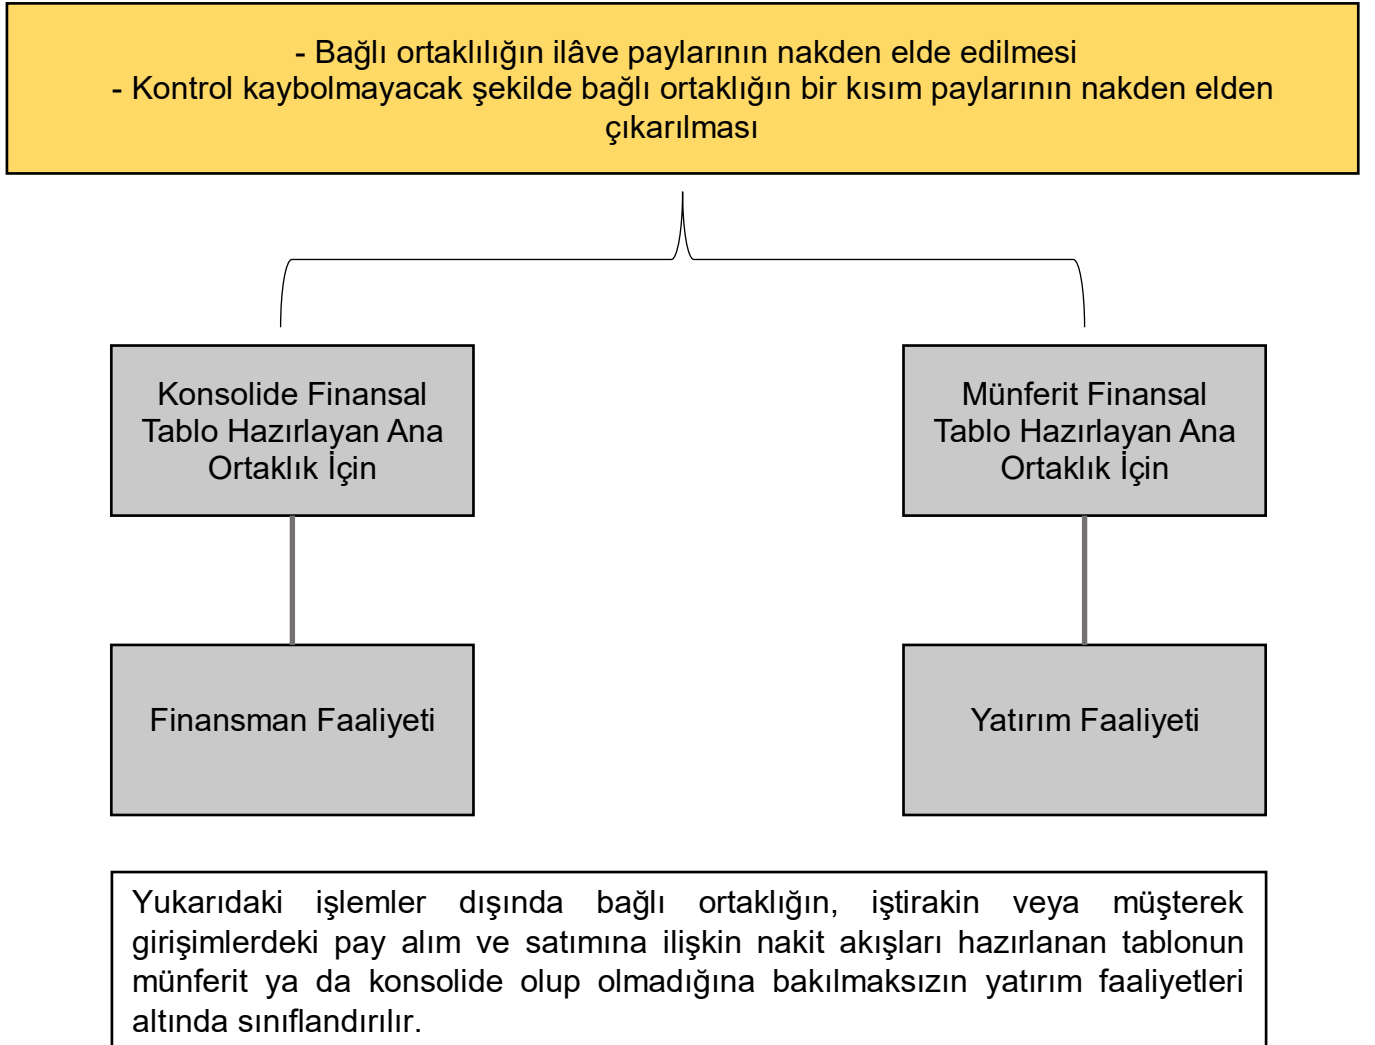 - Bağlı ortaklılığın ilâve paylarının nakden elde edilmesi
- Kontrol kaybolmayacak şekilde bağlı ortaklığın bir kısım paylarının nakden elden
çıkarılması
Konsolide Finansal
Tablo Hazırlayan Ana
Ortaklık İçin
Münferit Finansal
Tablo Hazırlayan Ana
Ortaklık İçin
Finansman Faaliyeti
Yatırım Faaliyeti
Yukarıdaki işlemler dışında bağlı ortaklığın, iştirakin veya müşterek
girişimlerdeki pay alım ve satımına ilişkin nakit akışları hazırlanan tablonun
münferit ya da konsolide olup olmadığına bakılmaksızın yatırım faaliyetleri
altında sınıflandırılır.